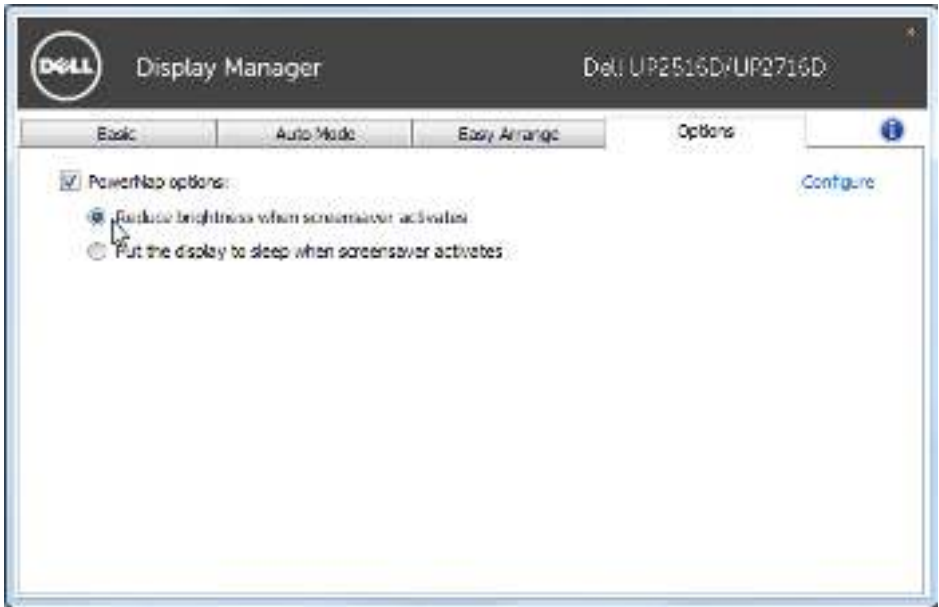 DELL
Display Manager
Dell UP2516D/UP2716D
Basic
Auto Mode
Easy Arrange
Options
PowerNap options:
Configure
Reduce brightness when screensaver activates
Put the display to sleep when screensaver activates